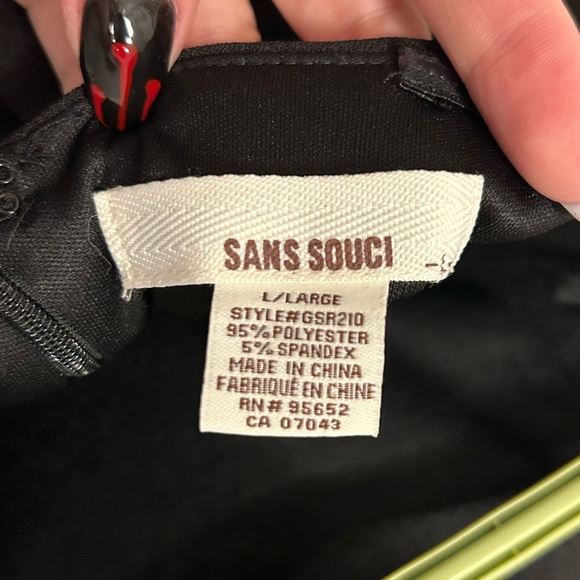 SANS SOUCI
L/LARGE
STYLE#GSR210
95% POLYESTER
5% SPANDEX
MADE IN CHINA
FABRIQUÉ EN CHINE
RN# 95652
CA 07043